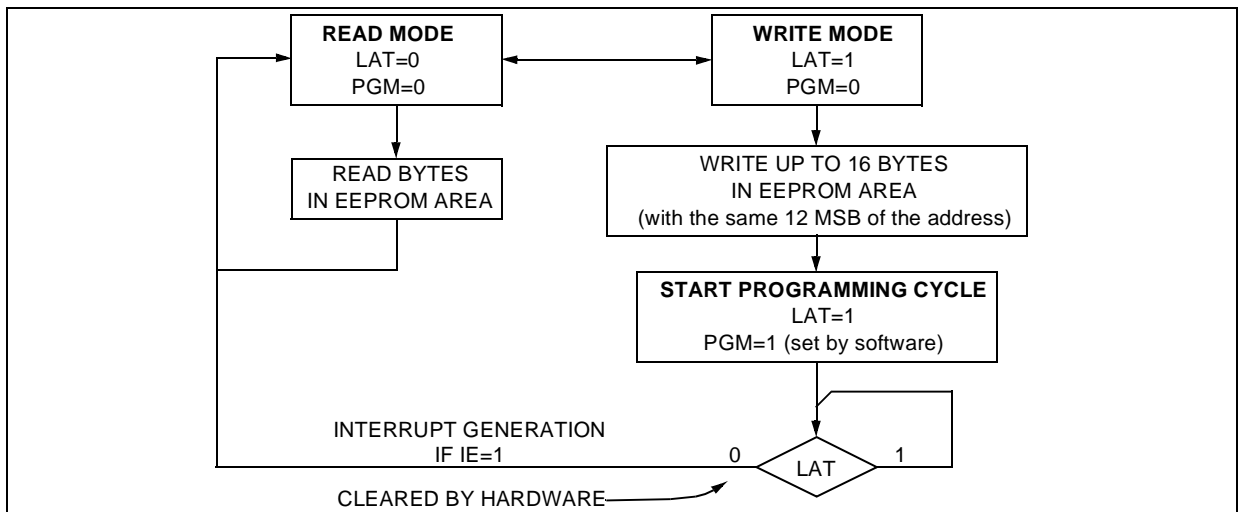 READ MODE
LAT=0
PGM=0
WRITE MODE
LAT=1
PGM=0
READ BYTES
IN EEPROM AREA
WRITE UP TO 16 BYTES
IN EEPROM AREA
(with the same 12 MSB of the address)
START PROGRAMMING CYCLE
LAT=1
PGM=1 (set by software)
INTERRUPT GENERATION
IF IE=1
0
LAT
1
CLEARED BY HARDWARE